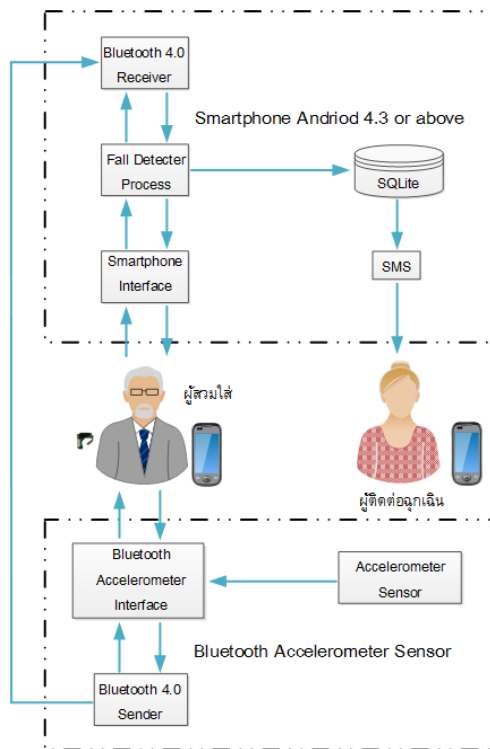 Bluetooth 4.0
Receiver
Smartphone Andriod 4.3 or above
Fall Detecter
Process
SQLite
Smartphone
Interface
SMS
ผู้สวมใส่
ผู้ติดต่อฉุกเฉิน
Bluetooth
Accelerometer
Interface
Accelerometer
Sensor
Bluetooth Accelerometer Sensor
Bluetooth 4.0
Sender